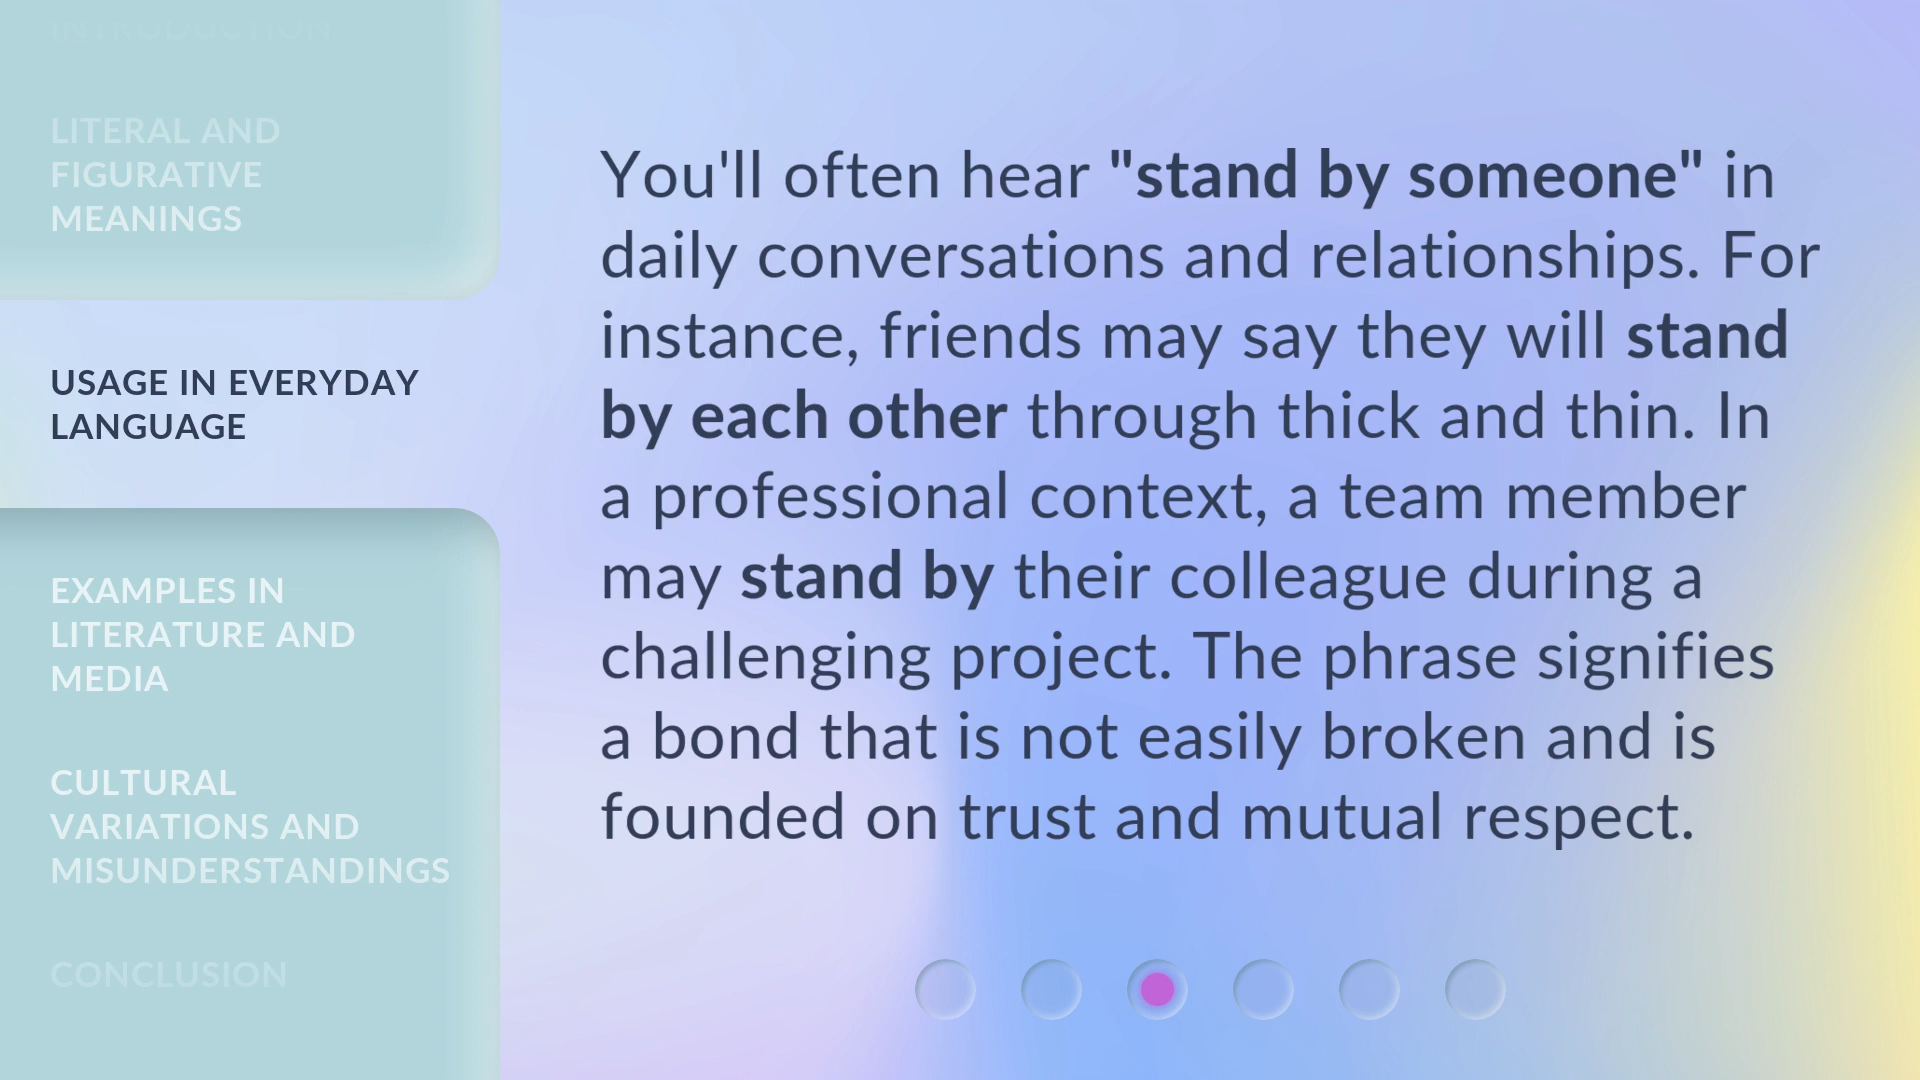 INTRODUCTION
LITERAL AND
FIGURATIVE
MEANINGS
USAGE IN EVERYDAY
LANGUAGE
EXAMPLES IN
LITERATURE AND
MEDIA
CULTURAL
VARIATIONS AND
MISUNDERSTANDINGS
CONCLUSION
You'll often hear "stand by someone" in
daily conversations and relationships. For
instance, friends may say they will stand
by each other through thick and thin. In
a professional context, a team member
may stand by their colleague during a
challenging project. The phrase signifies
a bond that is not easily broken and is
founded on trust and mutual respect.